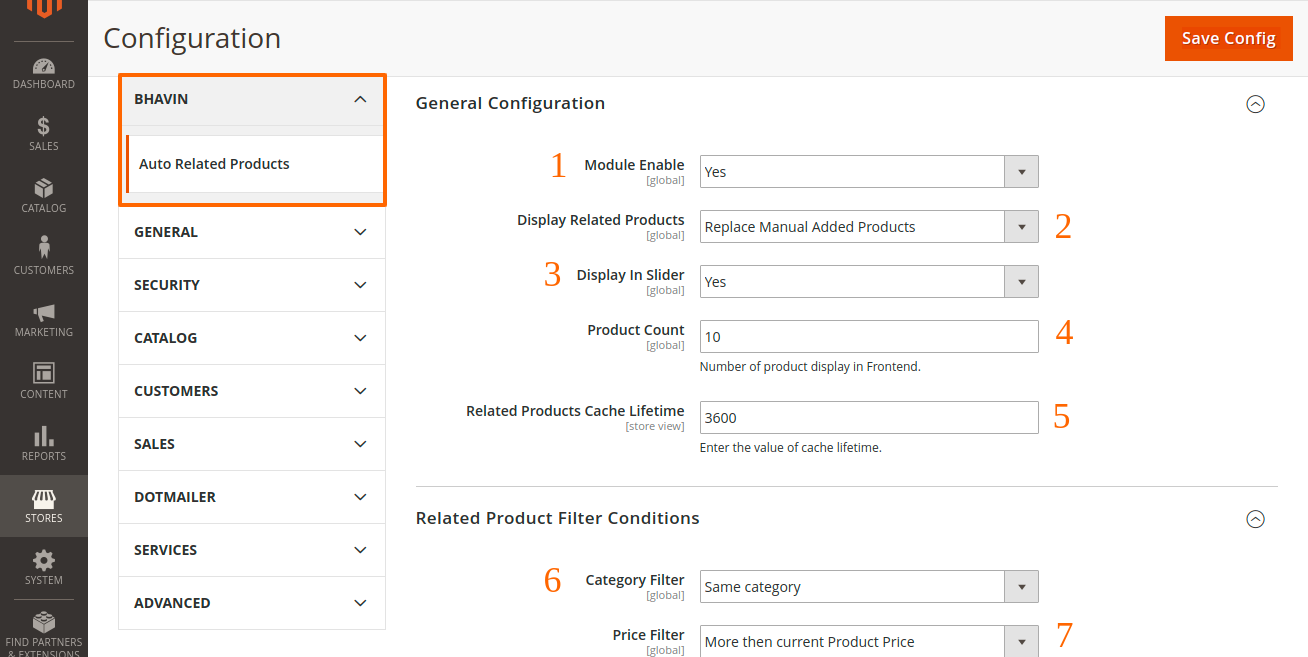 Configuration
Save Config
DASHBOARD
SALES
CATALOG
CUSTOMERS
MARKETING
CONTENT
REPORTS
STORES
SYSTEM
FIND PARTNERS
& EXTENSIONS
BHAVIN
Auto Related Products
GENERAL
SECURITY
CATALOG
CUSTOMERS
SALES
DOTMAILER
SERVICES
ADVANCED
General Configuration
1 Module Enable Yes
[global]
Display Related Products Replace Manual Added Products 2
[global]
3 Display In Slider Yes
[global]
Product Count 10 4
[global]
Number of product display in Frontend.
Related Products Cache Lifetime 3600 5
[store view]
Enter the value of cache lifetime.
Related Product Filter Conditions
6 Category Filter Same category
[global]
Price Filter More then current Product Price 7
[global]